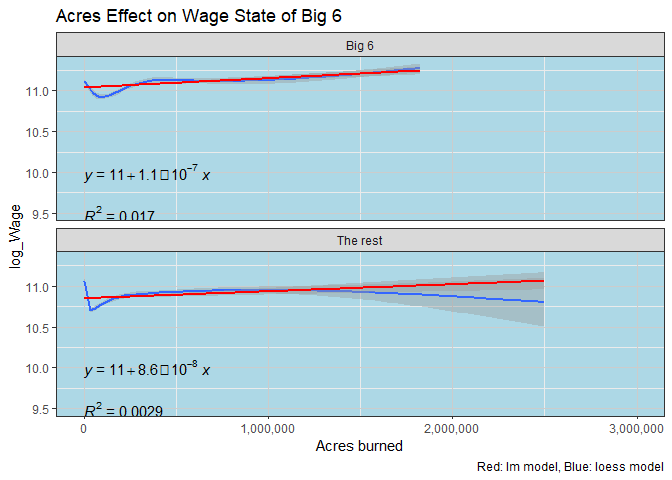 Acres Effect on Wage State of Big 6
Big 6
11.0
10.5
10.0
9.5
y = 11 + 1.1 □ 10⁻⁷ x
R² = 0.017
log_Wage
The rest
11.0
10.5
10.0
9.5
y = 11 + 8.6 □ 10⁻⁸ x
R² = 0.0029
0 1,000,000 2,000,000 3,000,000
Acres burned
Red: lm model, Blue: loess model